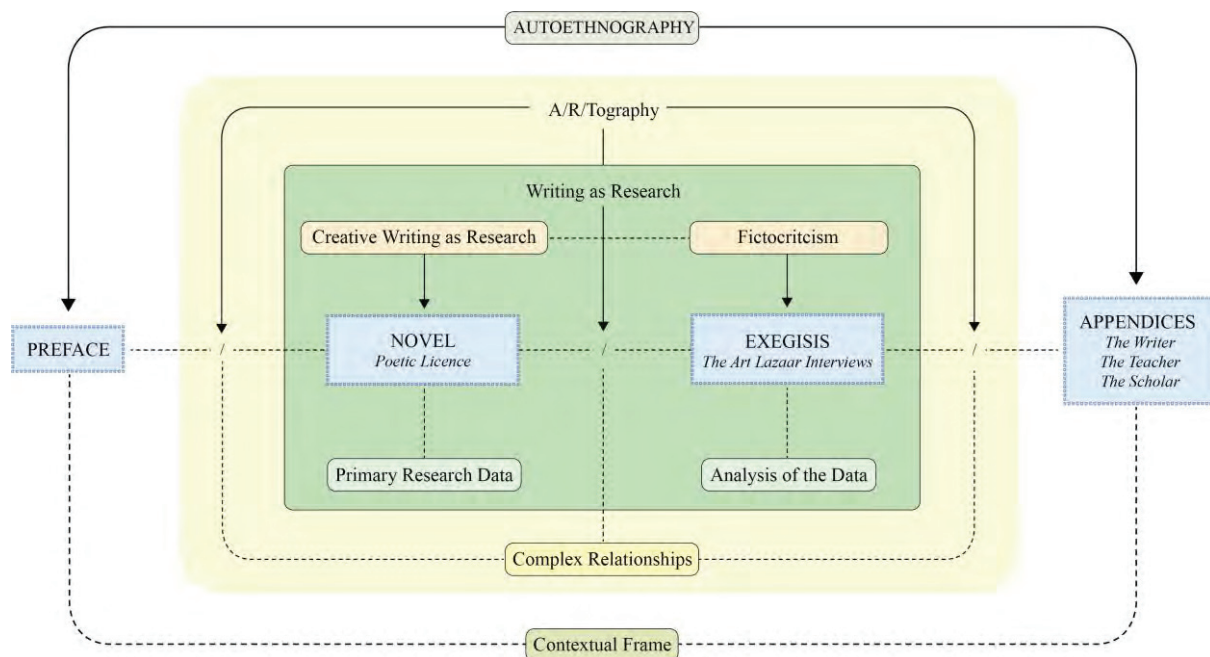 AUTOETHNOGRAPHY
A/R/Tography
Writing as Research
Creative Writing as Research
Fictocritcism
PREFACE
/
NOVEL
Poetic Licence
/
EXEGISIS
The Art Lazaar Interviews
/
APPENDICES
The Writer
The Teacher
The Scholar
Primary Research Data
Analysis of the Data
Complex Relationships
Contextual Frame